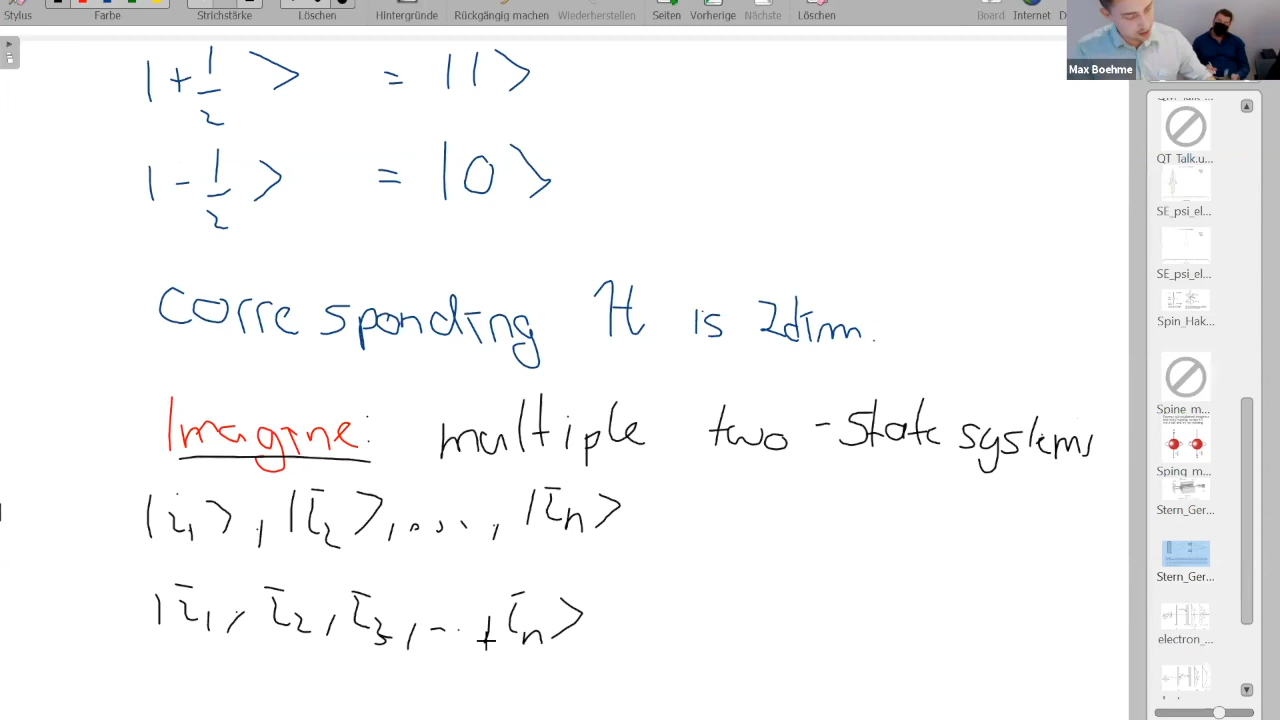 Stylus Farbe Strichstärke Löschen Hintergründe Rückgängig machen Wiederherstellen Seiten Vorherige Nächste Löschen Board Internet D
Max Boehme
|+1/2> = |1>
|-1/2> = |0>
Corresponding H is 2dim.
Imagine: multiple two-state systems
|i₁>, |i₂>, ...., |iₙ>
|i₁, i₂, i₃, ..., iₙ>
QT Talk.u...
SE_psi_el...
SE_psi_el...
Spin_Hak...
Spine_m...
Spinq_m...
Stern_Ger...
Stern_Ger...
electron_...